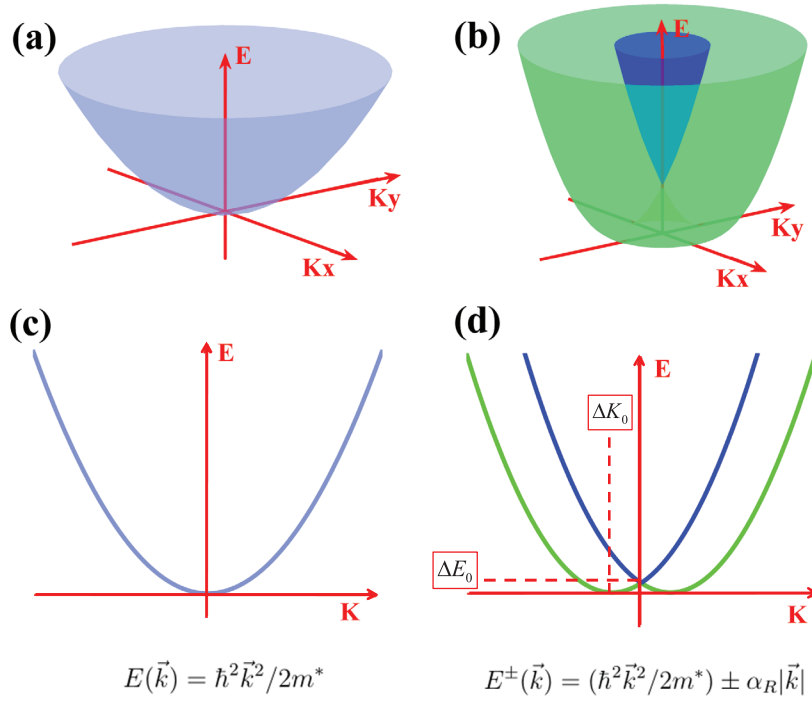 (a)
E
Ky
Kx
(b)
E
Ky
Kx
(c)
E
K
(d)
E
ΔK₀
ΔE₀
K
E(k⃗) = ħ²k⃗²/2m*
E±(k⃗) = (ħ²k⃗²/2m*) ± α_R|k⃗|